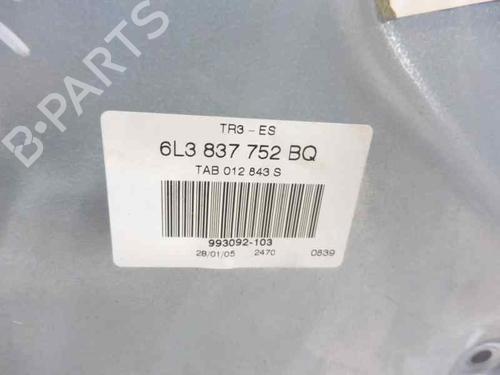 TR3 - ES
6L3 837 752 BQ
TAB 012 843 S
993092-103
28/01/05 2470 0839
B-PARTS